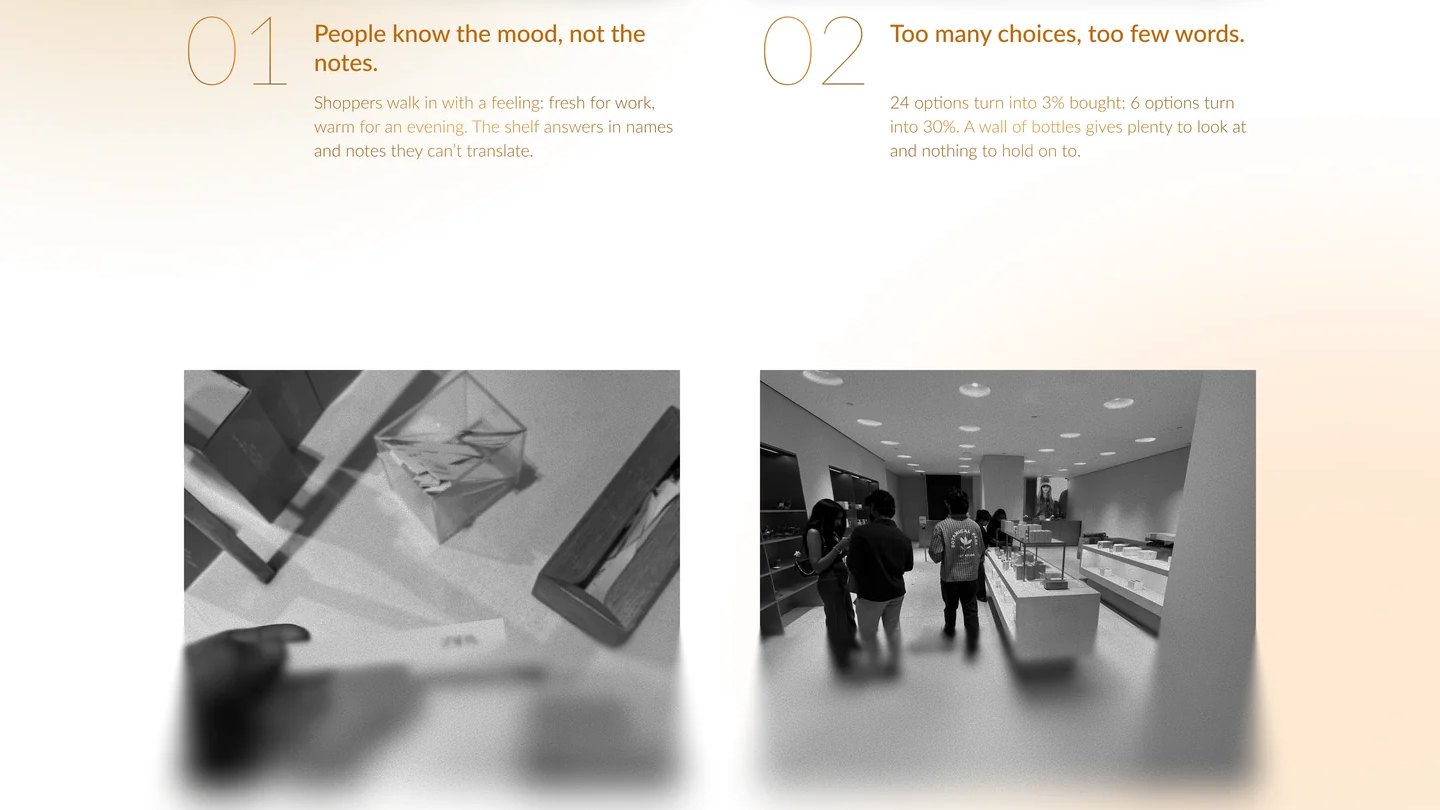 01
People know the mood, not the
notes.
Shoppers walk in with a feeling: fresh for work,
warm for an evening. The shelf answers in names
and notes they can’t translate.
02
Too many choices, too few words.
24 options turn into 3% bought; 6 options turn
into 30%. A wall of bottles gives plenty to look at
and nothing to hold on to.